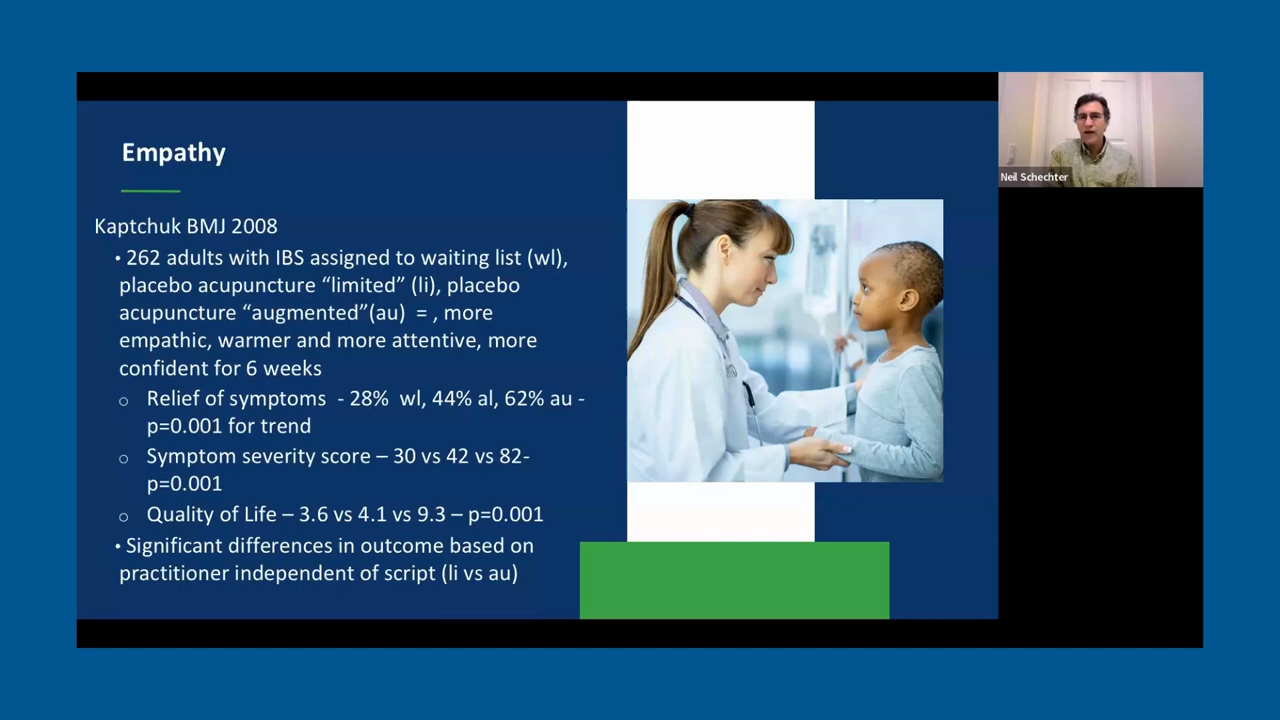 Empathy
Kaptchuk BMJ 2008
• 262 adults with IBS assigned to waiting list (wl),
placebo acupuncture “limited” (li), placebo
acupuncture “augmented”(au) = , more
empathic, warmer and more attentive, more
confident for 6 weeks
o Relief of symptoms - 28% wl, 44% al, 62% au -
p=0.001 for trend
o Symptom severity score – 30 vs 42 vs 82-
p=0.001
o Quality of Life – 3.6 vs 4.1 vs 9.3 – p=0.001
• Significant differences in outcome based on
practitioner independent of script (li vs au)
Neil Schechter